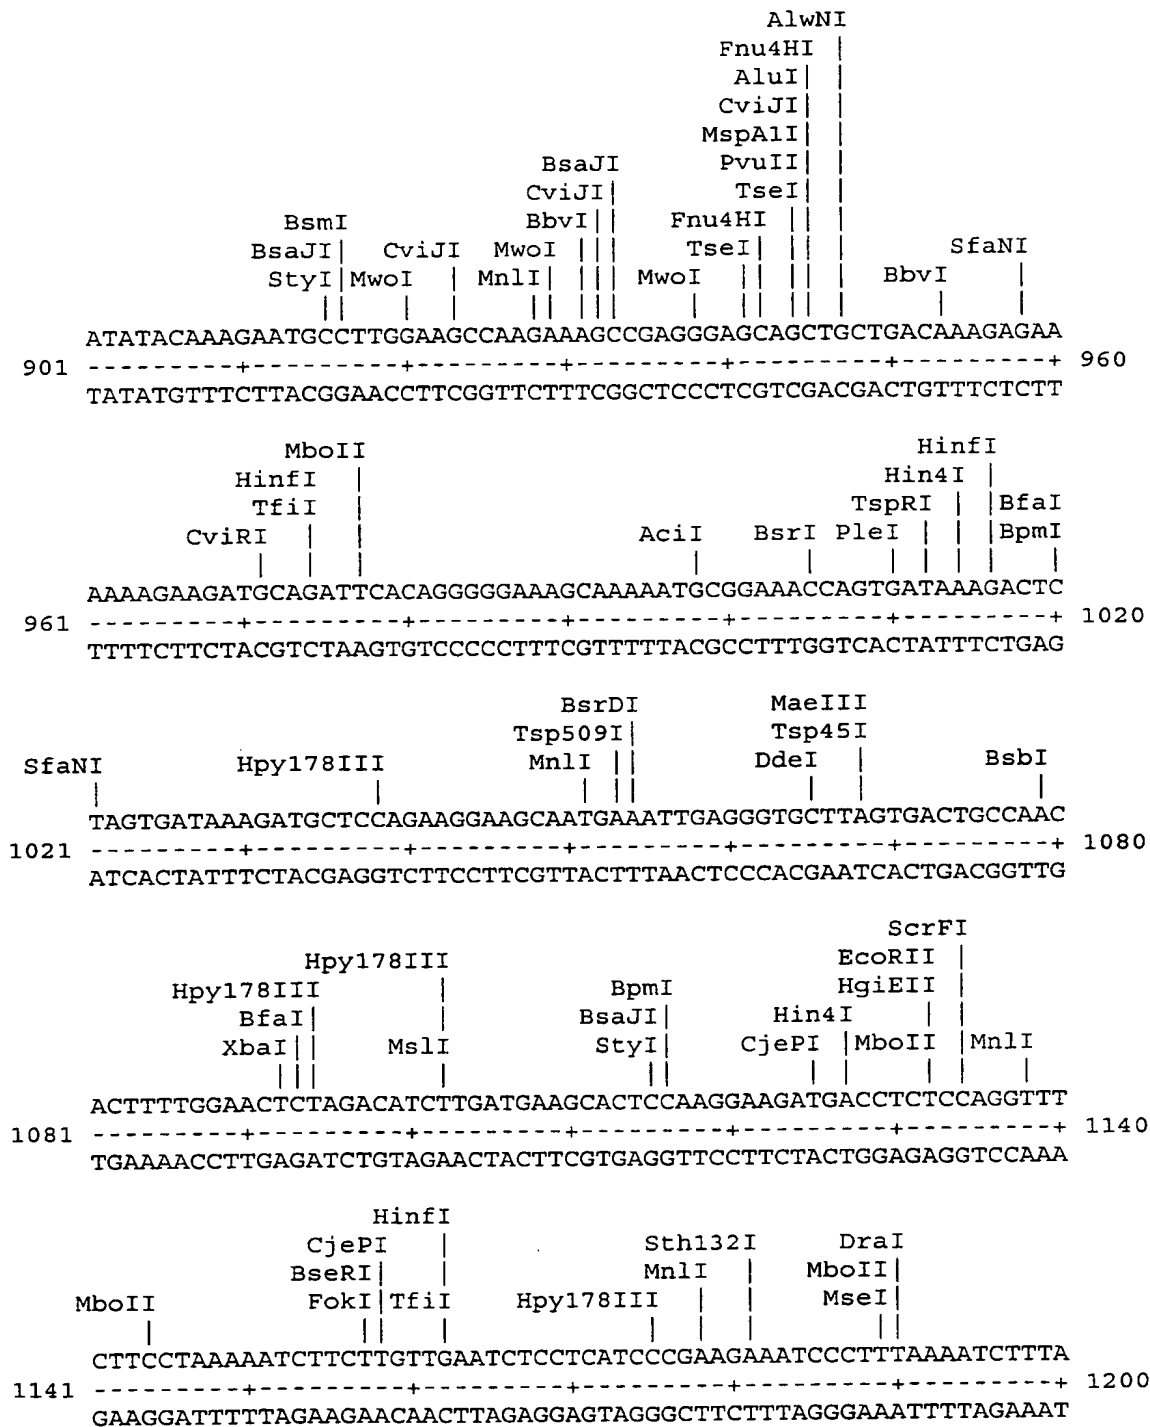 AlwNI
Fnu4HI
AluI
CviJI
MspA1I
BsaJI PvuII
CviJI TseI
BsmI BbvI Fnu4HI
BsaJI CviJI MwoI TseI SfaNI
StyI MwoI MnlI MwoI BbvI
ATATACAAAGAATGCCTTGGAAGCCAAGAAAGCCGAGGGAGCAGCTGCTGACAAAGAGAA
901 ---------+---------+---------+---------+---------+---------+ 960
TATATGTTTCTTACGGAACCTTCGGTTCTTTCGGCTCCCTCGTCGACGACTGTTTCTCTT
MboII HinfI
HinfI Hin4I
TfiI TspRI BfaI
CviRI AciI BsrI PleI BpmI
AAAAGAAGATGCAGATTCACAGGGGGAAAGCAAAAATGCGGAAACCAGTGATAAAGACTC
961 ---------+---------+---------+---------+---------+---------+ 1020
TTTTCTTCTACGTCTAAGTGTCCCCCTTTCGTTTTTACGCCTTTGGTCACTATTTCTGAG
BsrDI MaeIII
Tsp509I Tsp45I
SfaNI Hpy178III MnlI DdeI BsbI
TAGTGATAAAGATGCTCCAGAAGGAAGCAATGAAATTGAGGGTGCTTAGTGACTGCCAAC
1021 ---------+---------+---------+---------+---------+---------+ 1080
ATCACTATTTCTACGAGGTCTTCCTTCGTTACTTTAACTCCCACGAATCACTGACGGTTG
ScrFI
Hpy178III EcoRII
Hpy178III BpmI HgiEII
BfaI BsaJI Hin4I
XbaI MslI StyI CjePI MboII MnlI
ACTTTTGGAACTCTAGACATCTTGATGAAGCACTCCAAGGAAGATGACCTCTCCAGGTTT
1081 ---------+---------+---------+---------+---------+---------+ 1140
TGAAAACCTTGAGATCTGTAGAACTACTTCGTGAGGTTCCTTCTACTGGAGAGGTCCAAA
HinfI
CjePI Sth132I DraI
BseRI MnlI MboII
MboII FokI TfiI Hpy178III MseI
CTTCCTAAAAATCTTCTTGTTGAATCTCCTCATCCCGAAGAAATCCCTTTAAAATCTTTA
1141 ---------+---------+---------+---------+---------+---------+ 1200
GAAGGATTTTTAGAAGAACAACTTAGAGGAGTAGGGCTTCTTTAGGGAAATTTTAGAAAT